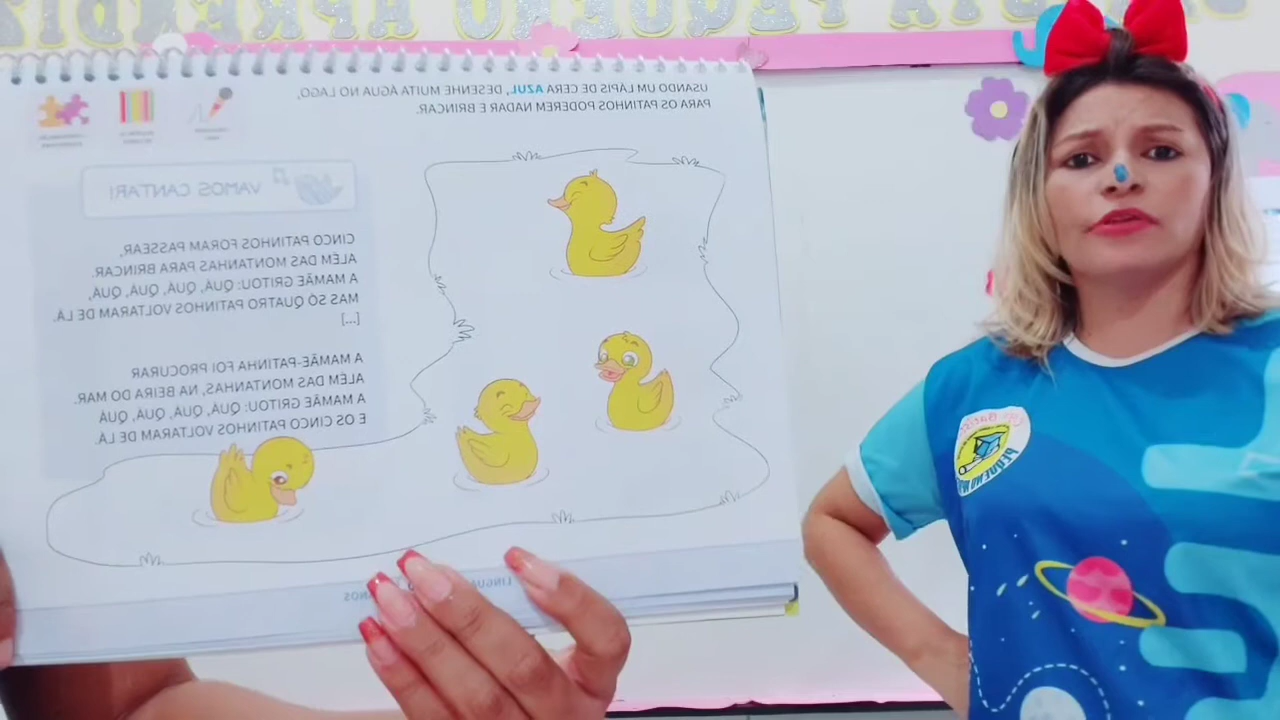 USANDO UM LÁPIS DE CERA AZUL, DESENHE MUITA ÁGUA NO LAGO,
PARA OS PATINHOS PODEREM NADAR E BRINCAR.
VAMOS CANTAR!
CINCO PATINHOS FORAM PASSEAR,
ALÉM DAS MONTANHAS PARA BRINCAR.
A MAMÃE GRITOU: QUÁ, QUÁ, QUÁ, QUÁ,
MAS SÓ QUATRO PATINHOS VOLTARAM DE LÁ.
[...]
A MAMÃE-PATINHA FOI PROCURAR
ALÉM DAS MONTANHAS, NA BEIRA DO MAR.
A MAMÃE GRITOU: QUÁ, QUÁ, QUÁ, QUÁ
E OS CINCO PATINHOS VOLTARAM DE LÁ.